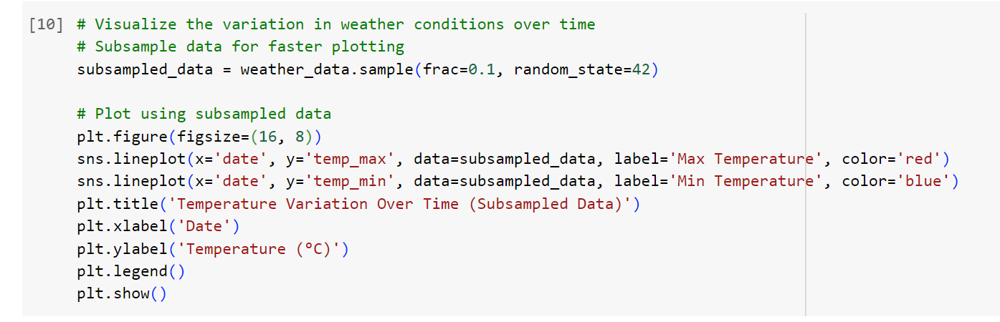 [10] # Visualize the variation in weather conditions over time
# Subsample data for faster plotting
subsampled_data = weather_data.sample(frac=0.1, random_state=42)
# Plot using subsampled data
plt.figure(figsize=(16, 8))
sns.lineplot(x='date', y='temp_max', data=subsampled_data, label='Max Temperature', color='red')
sns.lineplot(x='date', y='temp_min', data=subsampled_data, label='Min Temperature', color='blue')
plt.title('Temperature Variation Over Time (Subsampled Data)')
plt.xlabel('Date')
plt.ylabel('Temperature (°C)')
plt.legend()
plt.show()